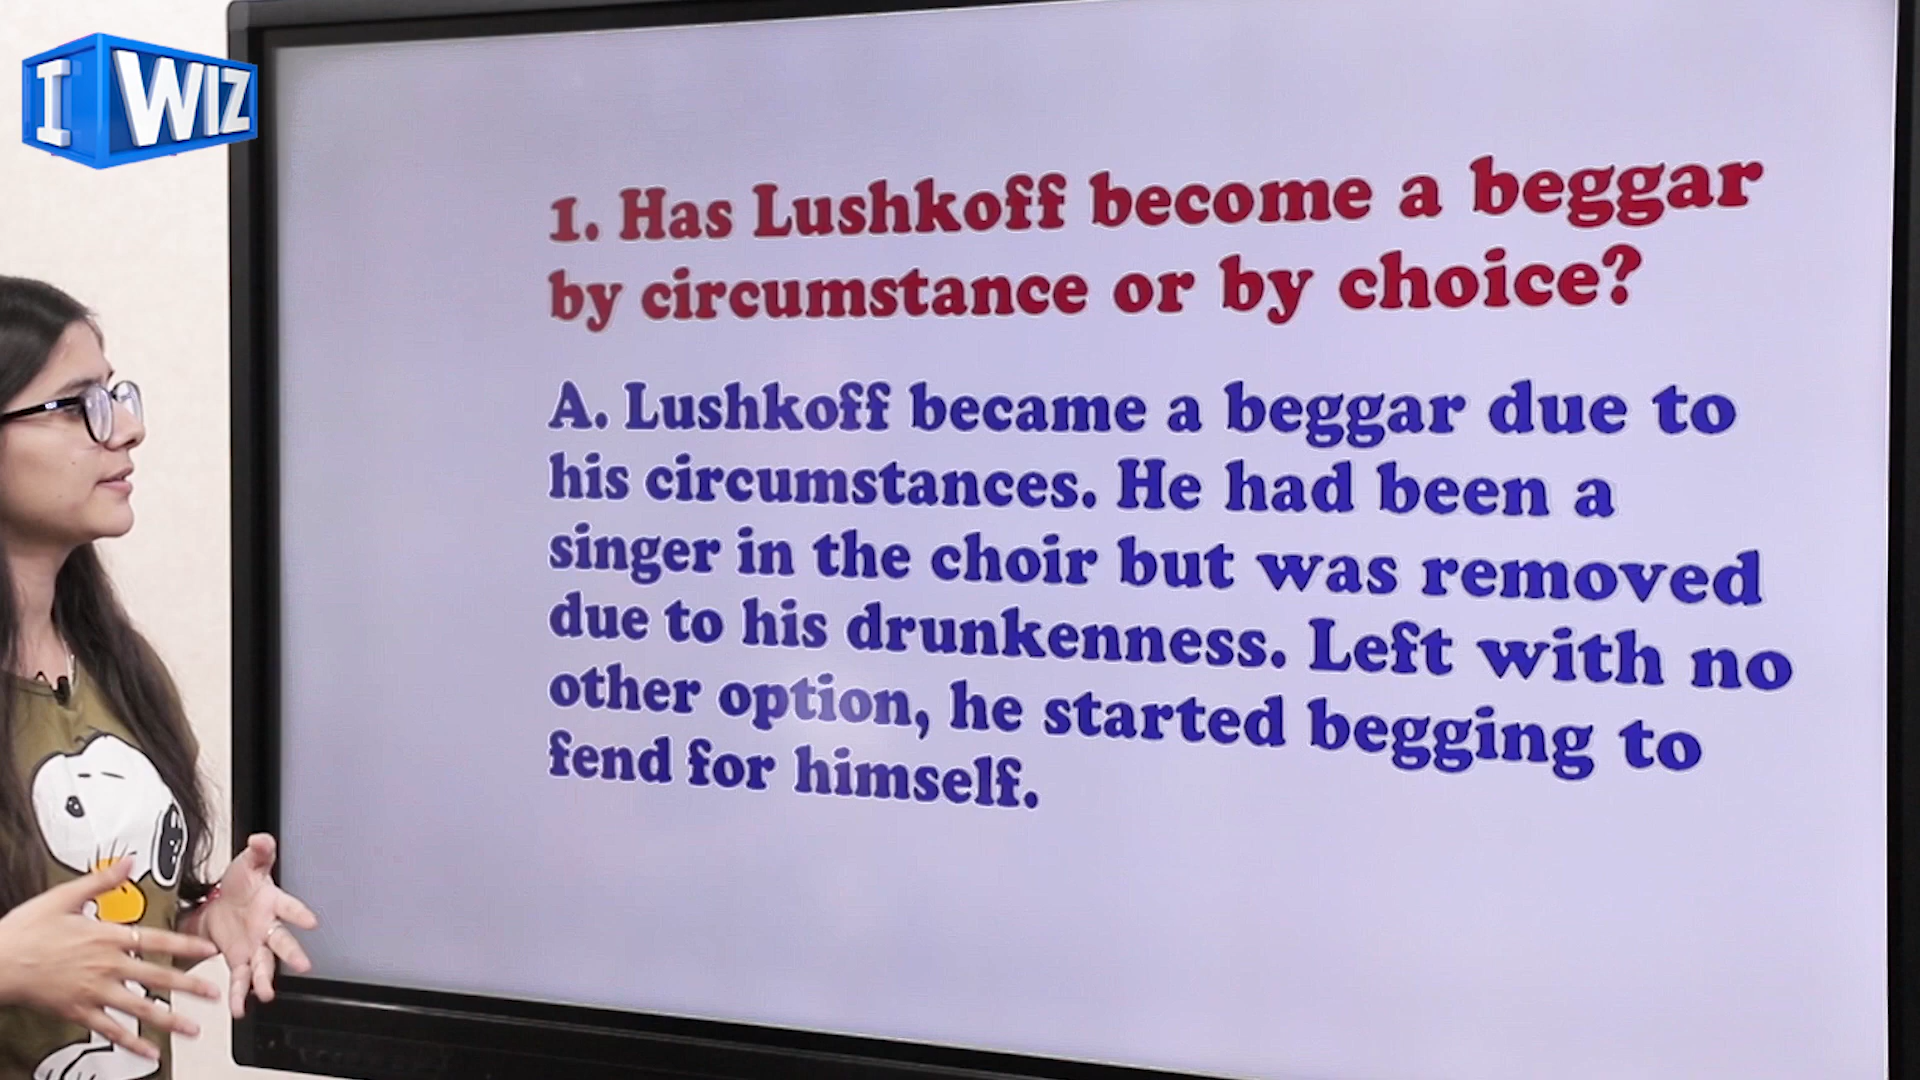 I WIZ
1. Has Lushkoff become a beggar
by circumstance or by choice?
A. Lushkoff became a beggar due to
his circumstances. He had been a
singer in the choir but was removed
due to his drunkenness. Left with no
other option, he started begging to
fend for himself.